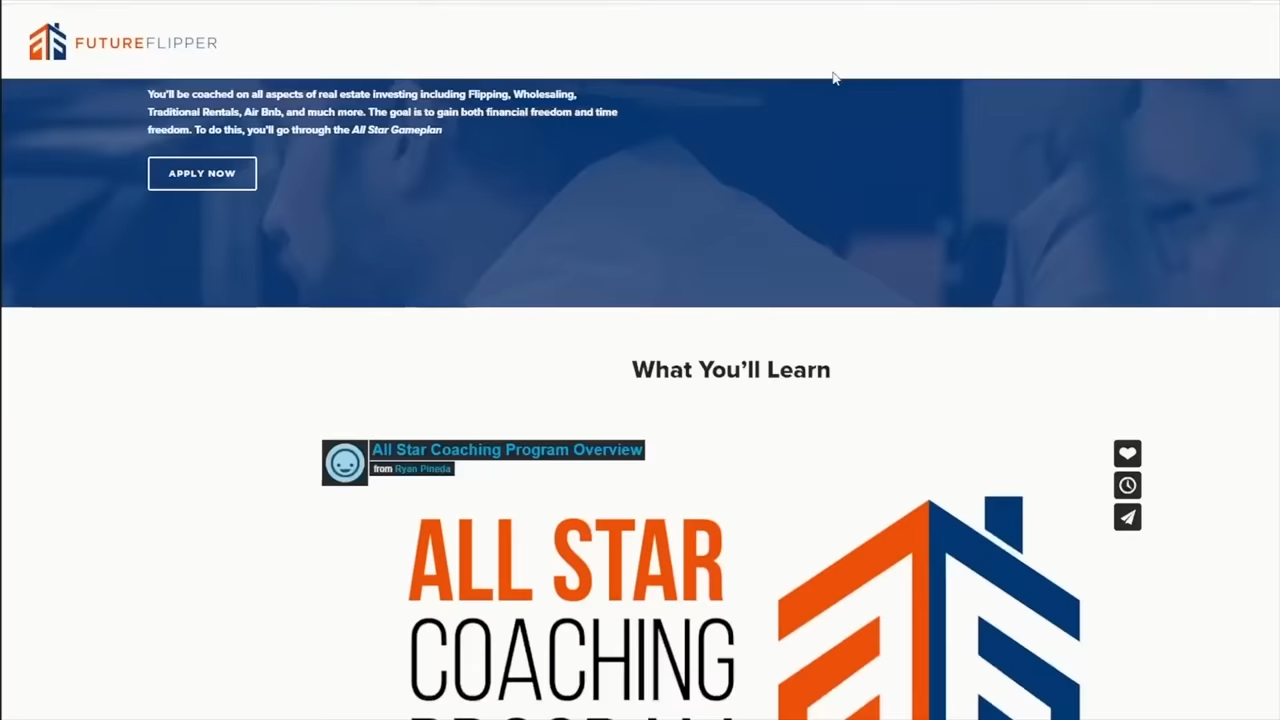 FUTUREFLIPPER
You'll be coached on all aspects of real estate investing including Flipping, Wholesaling,
Traditional Rentals, Air Bnb, and much more. The goal is to gain both financial freedom and time
freedom. To do this, you'll go through the All Star Gameplan
APPLY NOW
What You’ll Learn
All Star Coaching Program Overview
from Ryan Pineda
ALL STAR
COACHING